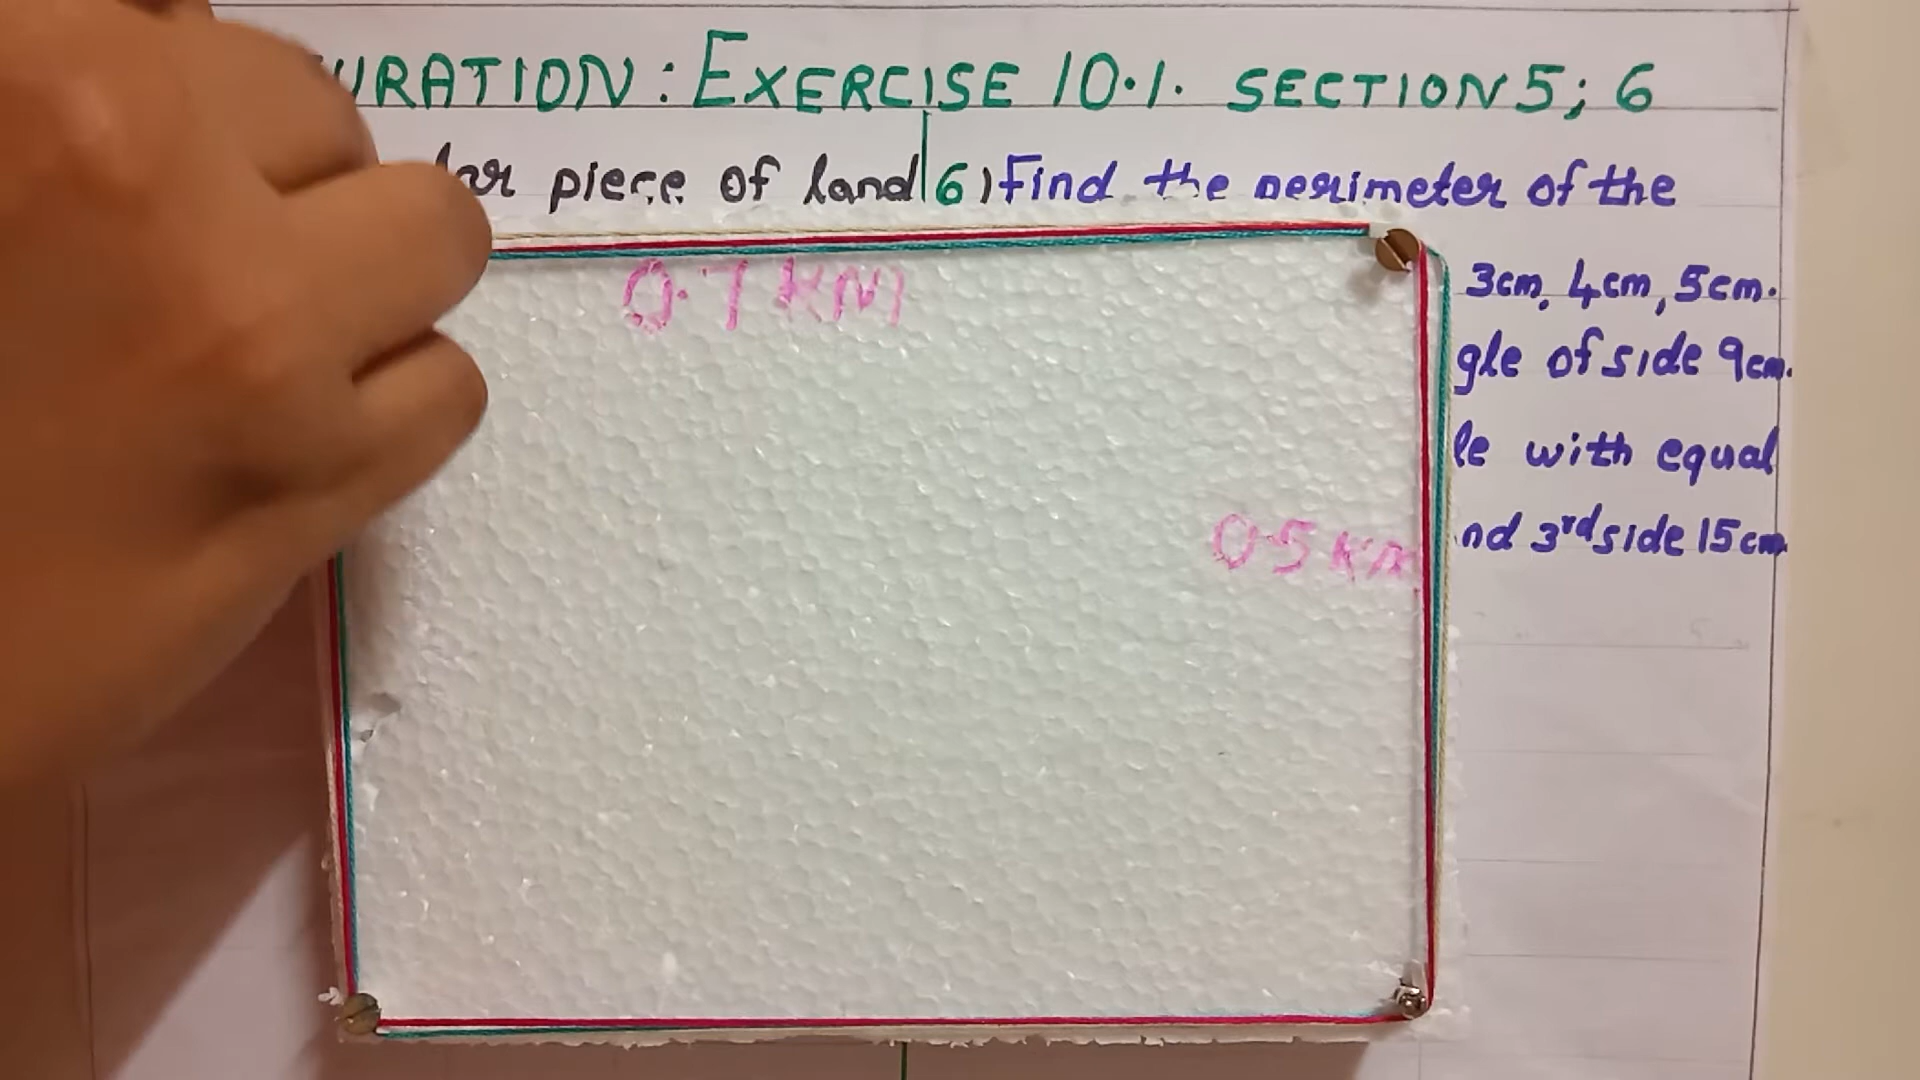 URATION: EXERCISE 10.1. SECTION 5; 6
piece of land 6) Find the perimeter of the
0.7 KM
3cm, 4cm, 5cm.
gle of side 9cm.
le with equal
0.5 KM
nd 3rd side 15cm